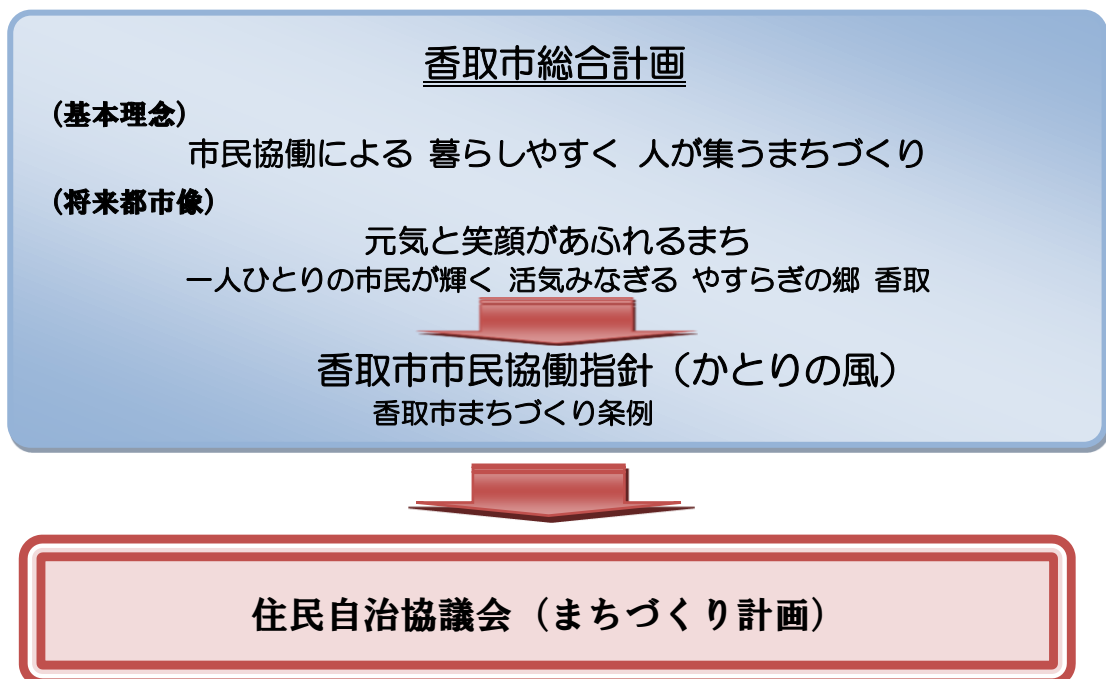 香取市総合計画
(基本理念)
市民協働による 暮らしやすく 人が集うまちづくり
(将来都市像)
元気と笑顔があふれるまち
一人ひとりの市民が輝く 活気みなぎる やすらぎの郷 香取
香取市市民協働指針（かとりの風）
香取市まちづくり条例
住民自治協議会（まちづくり計画）